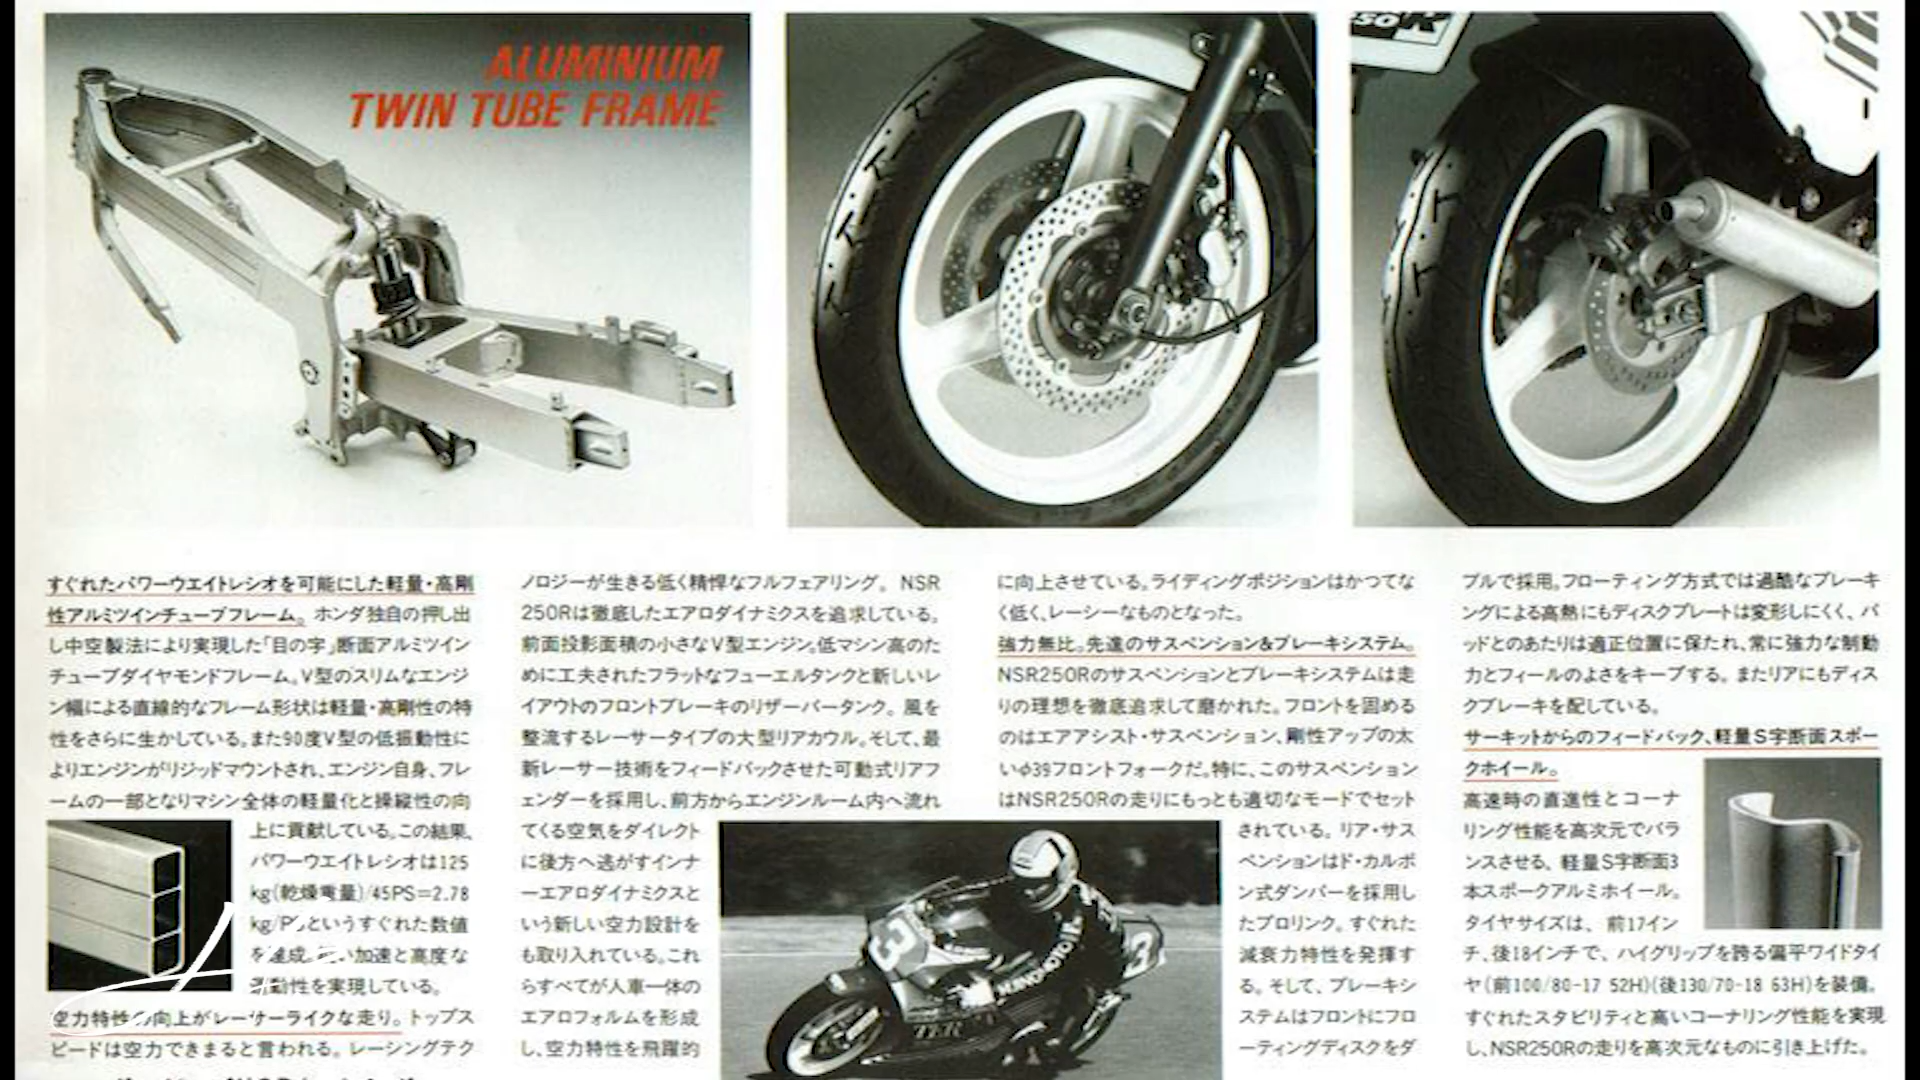 ALUMINIUM
TWIN TUBE FRAME
すぐれたパワーウエイトレシオを可能にした軽量・高剛
性アルミツインチューブフレーム。ホンダ独自の押し出
し中空製法により実現した「目の字」断面アルミツイン
チューブダイヤモンドフレーム。V型のスリムなエンジ
ン幅による直線的なフレーム形状は軽量・高剛性の特
性をさらに生かしている。また90度V型の低振動性に
よりエンジンがリジッドマウントされ、エンジン自身、フレ
ームの一部となりマシン全体の軽量化と操縦性の向
上に貢献している。この結果、
パワーウエイトレシオは125
kg(乾燥重量)/45PS=2.78
kg/PSというすぐれた数値
を達成。 い加速と高度な
運動性を実現している。
空力特性の向上がレーサーライクな走り。トップス
ピードは空力できまると言われる。レーシングテク
ノロジーが生きる低く精悍なフルフェアリング。NSR
250Rは徹底したエアロダイナミクスを追求している。
前面投影面積の小さなV型エンジン。低マシン高のた
めに工夫されたフラットなフューエルタンクと新しいレ
イアウトのフロントブレーキのリザーバータンク。風を
整流するレーサータイプの大型リアカウル。そして、最
新レーサー技術をフィードバックさせた可動式リアフ
ェンダーを採用し、前方からエンジンルーム内へ流れ
てくる空気をダイレクト
に後方へ逃がすインナ
ーエアロダイナミクスと
いう新しい空力設計を
も取り入れている。これ
らすべてが人車一体の
エアロフォルムを形成
し、空力特性を飛躍的
に向上させている。ライディングポジションはかつてな
く低く、レーシーなものとなった。
強力無比。先進のサスペンション&ブレーキシステム。
NSR250Rのサスペンションとブレーキシステムは走
りの理想を徹底追求して磨かれた。フロントを固める
のはエアアシスト・サスペンション、剛性アップの太
いφ39フロントフォークだ。特に、このサスペンション
はNSR250Rの走りにもっとも適切なモードでセット
されている。リア・サス
ペンションはド・カルボ
ン式ダンパーを採用し
たプロリンク。すぐれた
減衰力特性を発揮す
る。そして、ブレーキシ
ステムはフロントにフロ
ーティングディスクをダ
ブルで採用。フローティング方式では過酷なブレーキ
ングによる高熱にもディスクプレートは変形しにくく、パ
ッドとのあたりは適正位置に保たれ、常に強力な制動
力とフィールのよさをキープする。またリアにもディス
クブレーキを配している。
サーキットからのフィードバック、軽量S字断面スポー
クホイール。
高速時の直進性とコーナ
リング性能を高次元でバラ
ンスさせる、軽量S字断面3
本スポークアルミホイール。
タイヤサイズは、前17イン
チ、後18インチで、ハイグリップを誇る偏平ワイドタイ
ヤ(前100/80-17 52H)(後130/70-18 63H)を装備。
すぐれたスタビリティと高いコーナリング性能を実現
し、NSR250Rの走りを高次元なものに引き上げた。
3
3